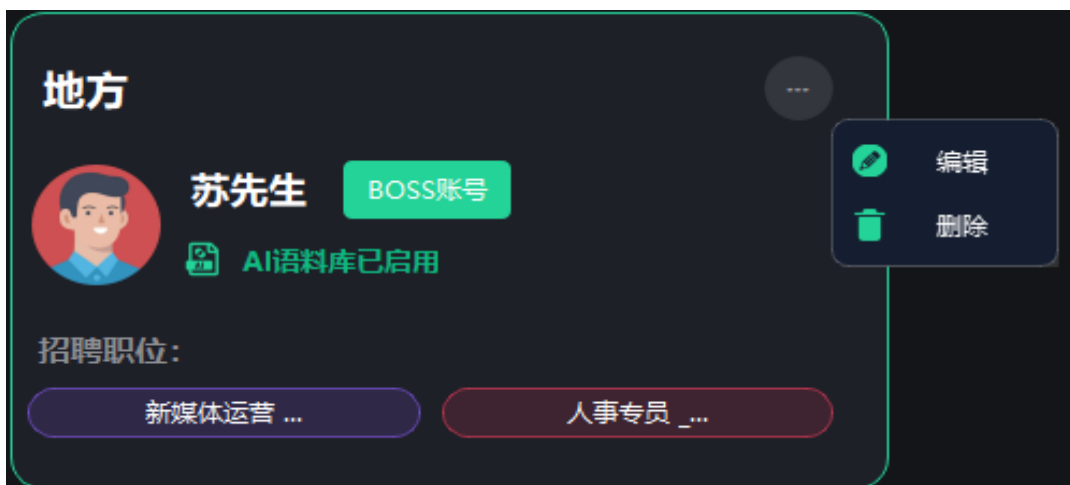 地方
...
苏先生 BOSS账号
AI语料库已启用
招聘职位：
新媒体运营 ... 人事专员 _...
编辑
删除